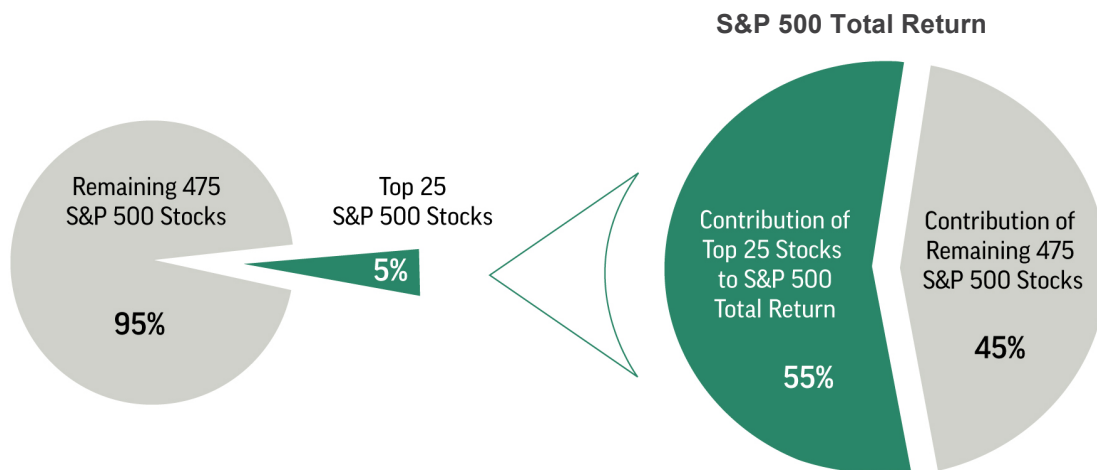 S&P 500 Total Return
Remaining 475
S&P 500 Stocks
95%
Top 25
S&P 500 Stocks
5%
Contribution of
Top 25 Stocks
to S&P 500
Total Return
55%
Contribution of
Remaining 475
S&P 500 Stocks
45%